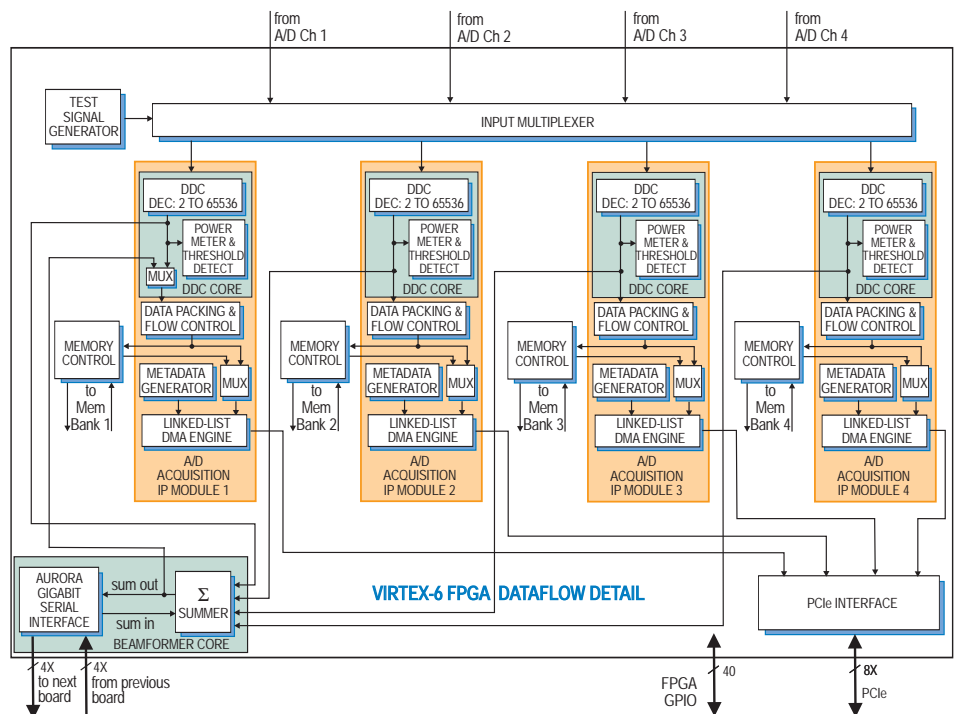 from
A/D Ch 1
from
A/D Ch 2
from
A/D Ch 3
from
A/D Ch 4
TEST
SIGNAL
GENERATOR
INPUT MULTIPLEXER
DDC
DEC: 2 TO 65536
POWER
METER &
THRESHOLD
DETECT
MUX
DDC CORE
DATA PACKING &
FLOW CONTROL
MEMORY
CONTROL
METADATA
GENERATOR
MUX
to
Mem
Bank 1
LINKED-LIST
DMA ENGINE
A/D
ACQUISITION
IP MODULE 1
DDC
DEC: 2 TO 65536
POWER
METER &
THRESHOLD
DETECT
DDC CORE
DATA PACKING &
FLOW CONTROL
MEMORY
CONTROL
METADATA
GENERATOR
MUX
to
Mem
Bank 2
LINKED-LIST
DMA ENGINE
A/D
ACQUISITION
IP MODULE 2
DDC
DEC: 2 TO 65536
POWER
METER &
THRESHOLD
DETECT
DDC CORE
DATA PACKING &
FLOW CONTROL
MEMORY
CONTROL
METADATA
GENERATOR
MUX
to
Mem
Bank 3
LINKED-LIST
DMA ENGINE
A/D
ACQUISITION
IP MODULE 3
DDC
DEC: 2 TO 65536
POWER
METER &
THRESHOLD
DETECT
DDC CORE
DATA PACKING &
FLOW CONTROL
MEMORY
CONTROL
METADATA
GENERATOR
MUX
to
Mem
Bank 4
LINKED-LIST
DMA ENGINE
A/D
ACQUISITION
IP MODULE 4
AURORA
GIGABIT
SERIAL
INTERFACE
sum out
sum in
Σ
SUMMER
BEAMFORMER CORE
VIRTEX-6 FPGA DATAFLOW DETAIL
PCIe INTERFACE
4X
to next
board
4X
from previous
board
40
FPGA
GPIO
8X
PCIe